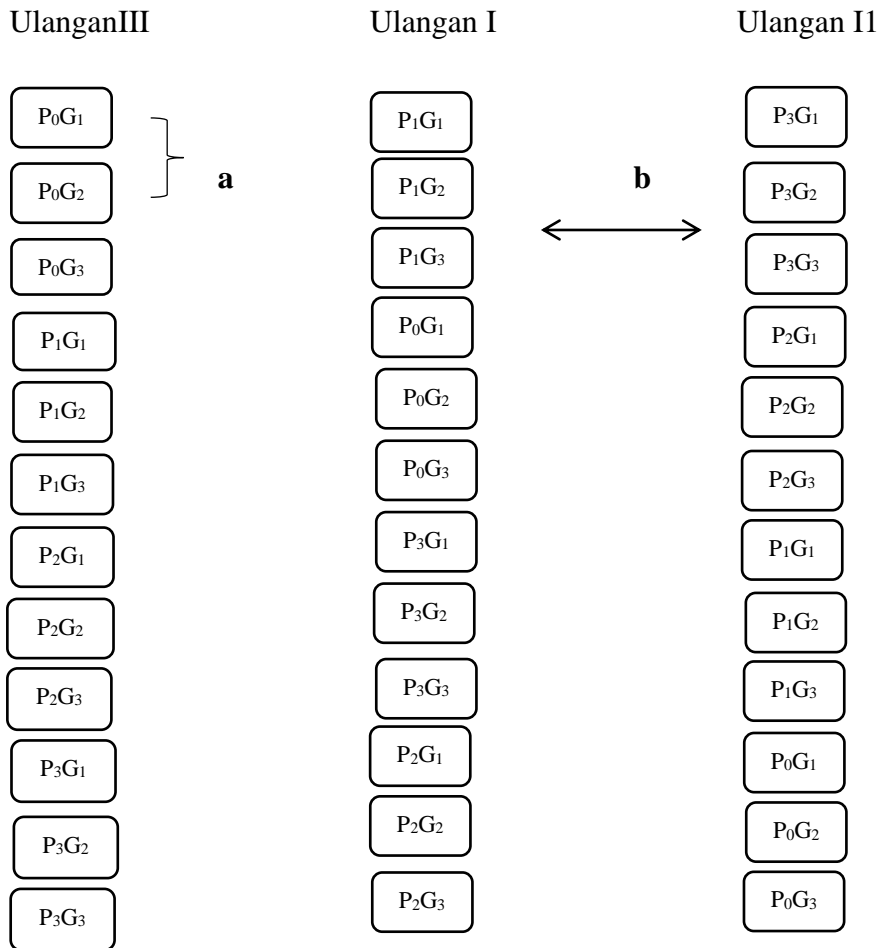 UlanganIII
Ulangan I
Ulangan I1
P0G1
P0G2
P0G3
P1G1
P1G2
P1G3
P2G1
P2G2
P2G3
P3G1
P3G2
P3G3
a
P1G1
P1G2
P1G3
P0G1
P0G2
P0G3
P3G1
P3G2
P3G3
P2G1
P2G2
P2G3
b
P3G1
P3G2
P3G3
P2G1
P2G2
P2G3
P1G1
P1G2
P1G3
P0G1
P0G2
P0G3